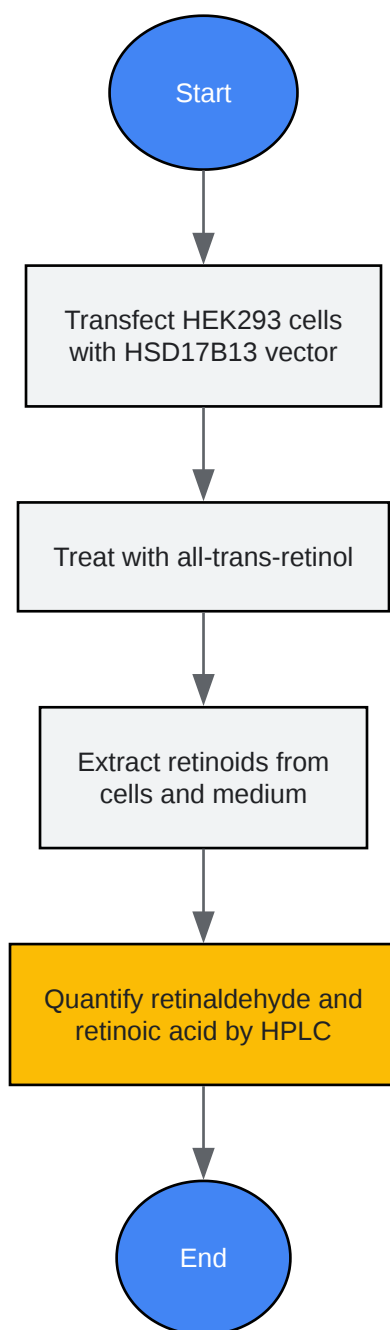 Start
Transfect HEK293 cells
with HSD17B13 vector
Treat with all-trans-retinol
Extract retinoids from
cells and medium
Quantify retinaldehyde and
retinoic acid by HPLC
End